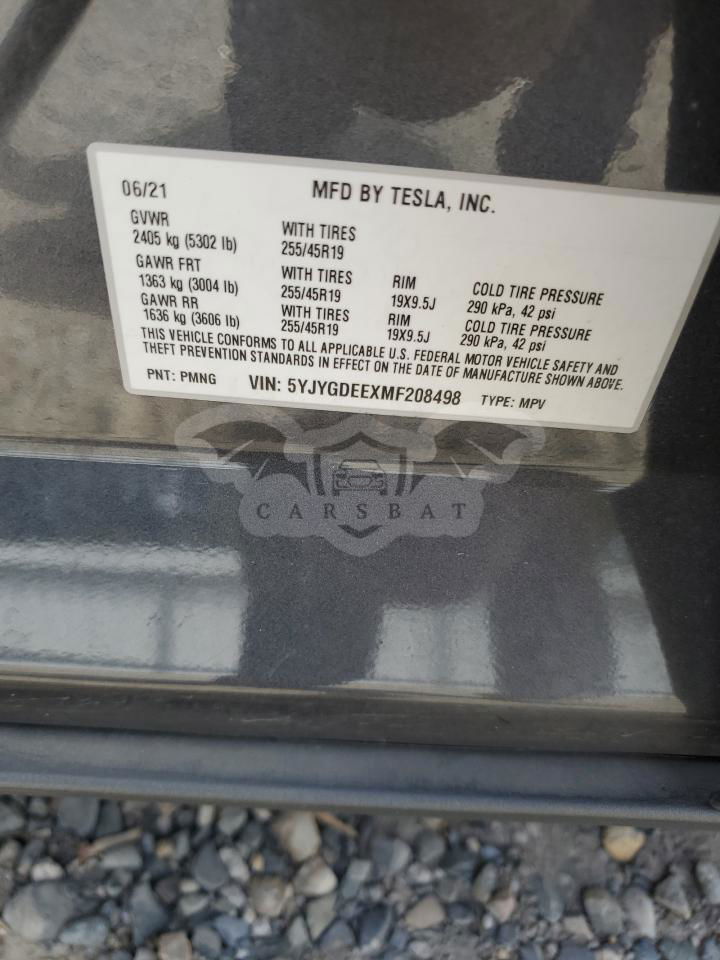 06/21 MFD BY TESLA, INC.
GVWR
2405 kg (5302 lb) WITH TIRES 255/45R19
GAWR FRT
1363 kg (3004 lb) WITH TIRES 255/45R19 RIM 19X9.5J COLD TIRE PRESSURE 290 kPa, 42 psi
GAWR RR
1636 kg (3606 lb) WITH TIRES 255/45R19 RIM 19X9.5J COLD TIRE PRESSURE 290 kPa, 42 psi
THIS VEHICLE CONFORMS TO ALL APPLICABLE U.S. FEDERAL MOTOR VEHICLE SAFETY AND
THEFT PREVENTION STANDARDS IN EFFECT ON THE DATE OF MANUFACTURE SHOWN ABOVE.
PNT: PMNG VIN: 5YJYGDEEXMF208498 TYPE: MPV
CARSBAT